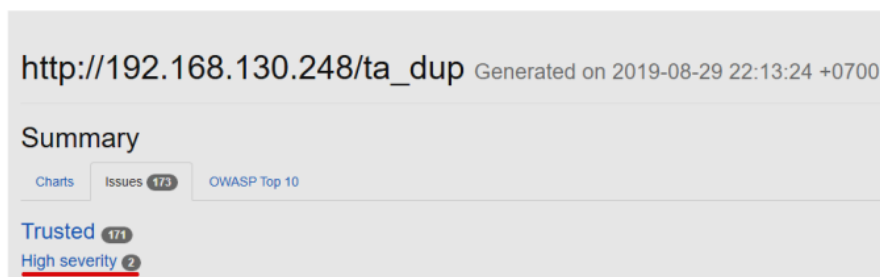 http://192.168.130.248/ta_dup Generated on 2019-08-29 22:13:24 +0700
Summary
Charts Issues 173 OWASP Top 10
Trusted 171
High severity 2